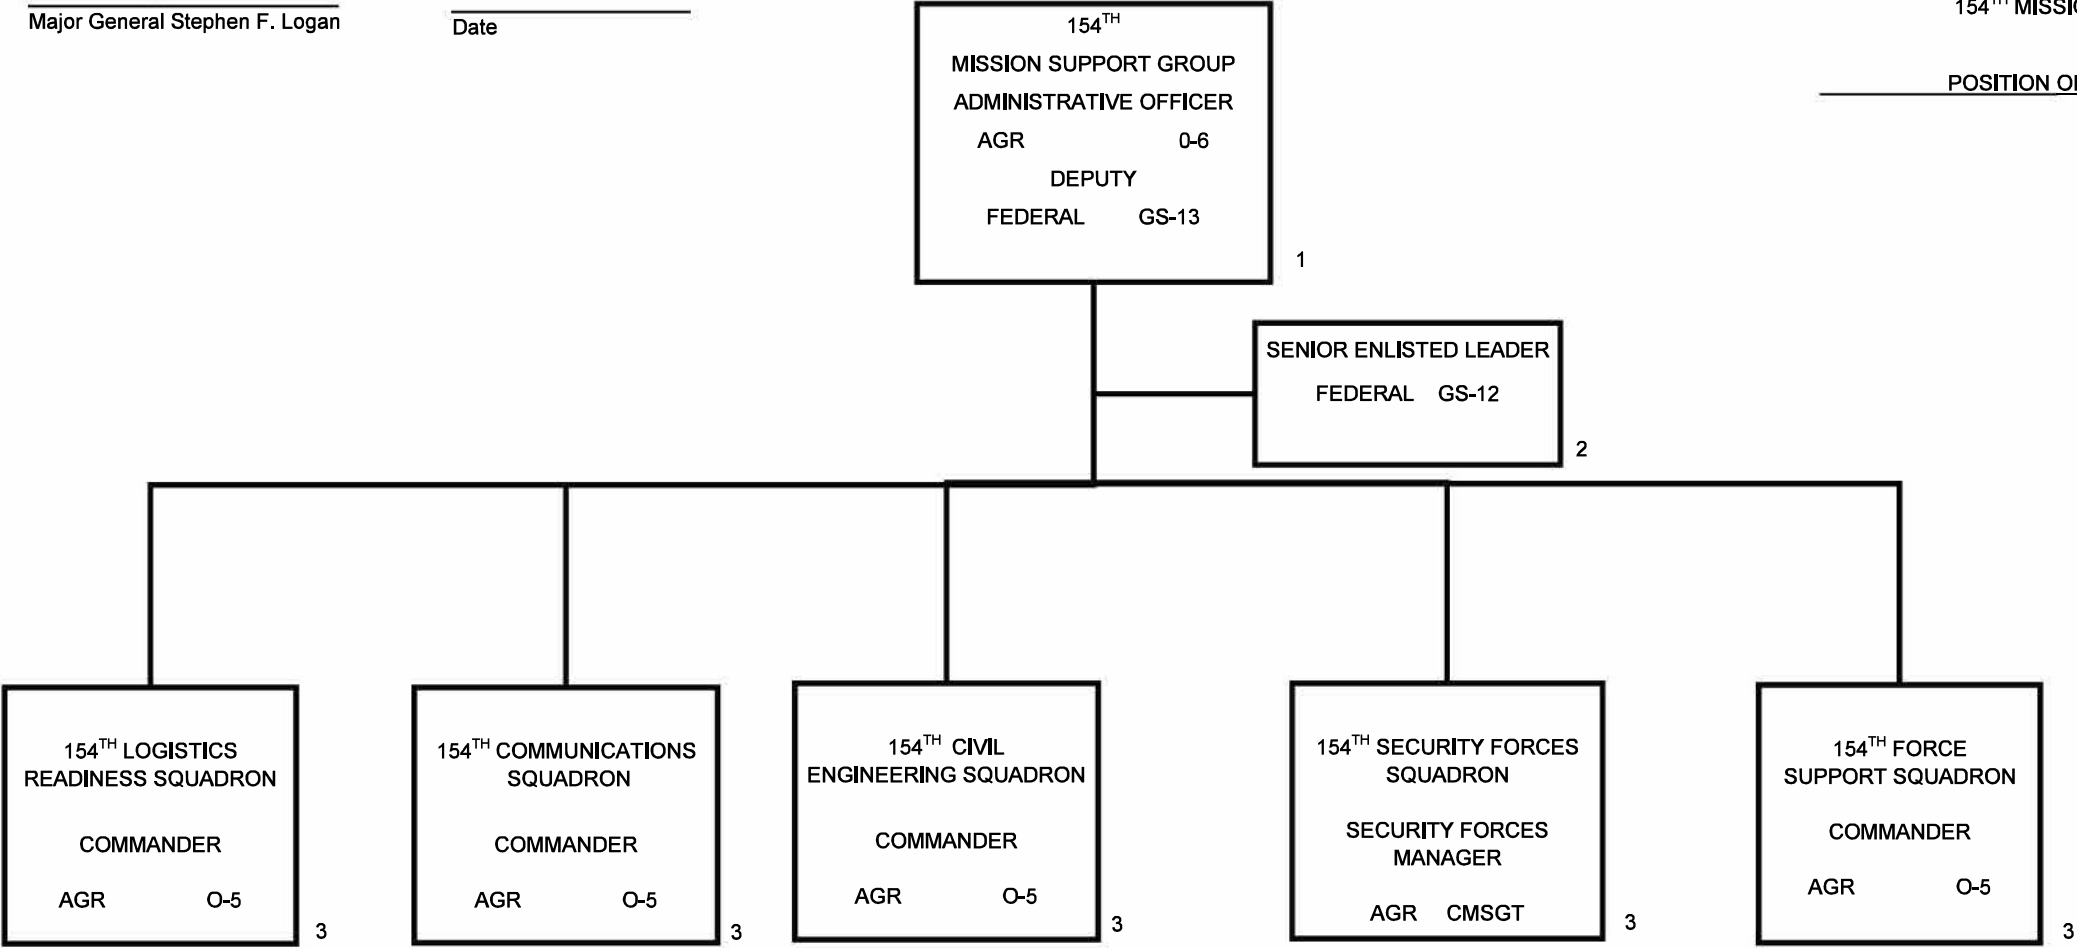 Major General Stephen F. Logan
Date
154TH MISSI
POSITION O
154TH
MISSION SUPPORT GROUP
ADMINISTRATIVE OFFICER
AGR 0-6
DEPUTY
FEDERAL GS-13
1
SENIOR ENLISTED LEADER
FEDERAL GS-12
2
154TH LOGISTICS
READINESS SQUADRON
COMMANDER
AGR O-5
3
154TH COMMUNICATIONS
SQUADRON
COMMANDER
AGR O-5
3
154TH CIVIL
ENGINEERING SQUADRON
COMMANDER
AGR O-5
3
154TH SECURITY FORCES
SQUADRON
SECURITY FORCES
MANAGER
AGR CMSGT
3
154TH FORCE
SUPPORT SQUADRON
COMMANDER
AGR O-5
3